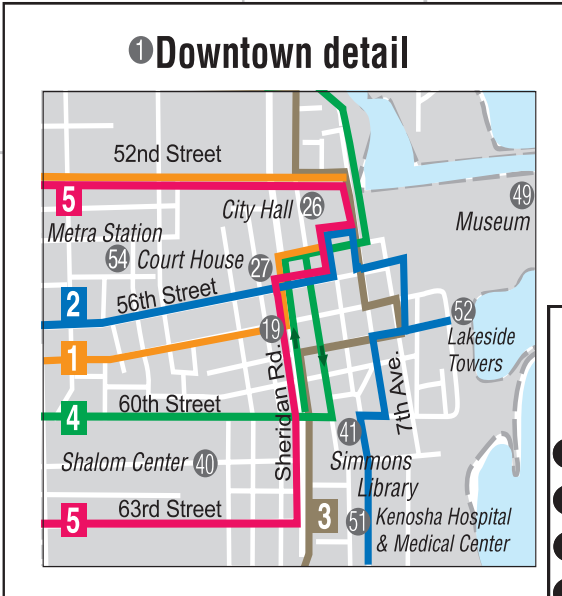 1 Downtown detail
52nd Street
5
City Hall 26
49
Museum
Metra Station
54 Court House 27
2
56th Street
52
Lakeside
Towers
19
1
Sheridan Rd.
7th Ave.
4
60th Street
41
Simmons
Library
Shalom Center 40
5
63rd Street
3
51 Kenosha Hospital
& Medical Center